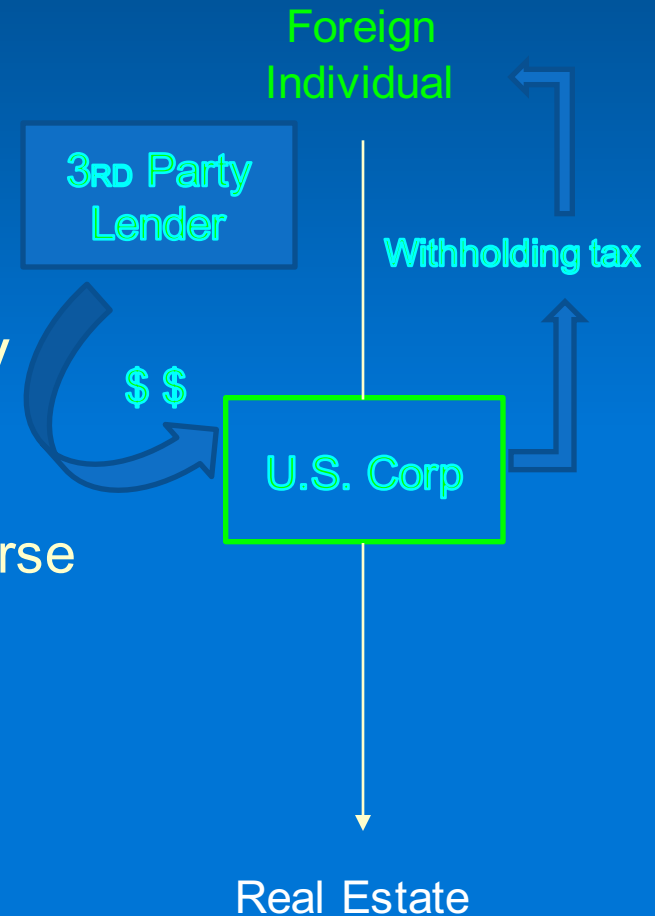 Foreign
Individual
3RD Party
Lender
Withholding tax
$ $
U.S. Corp
Real Estate